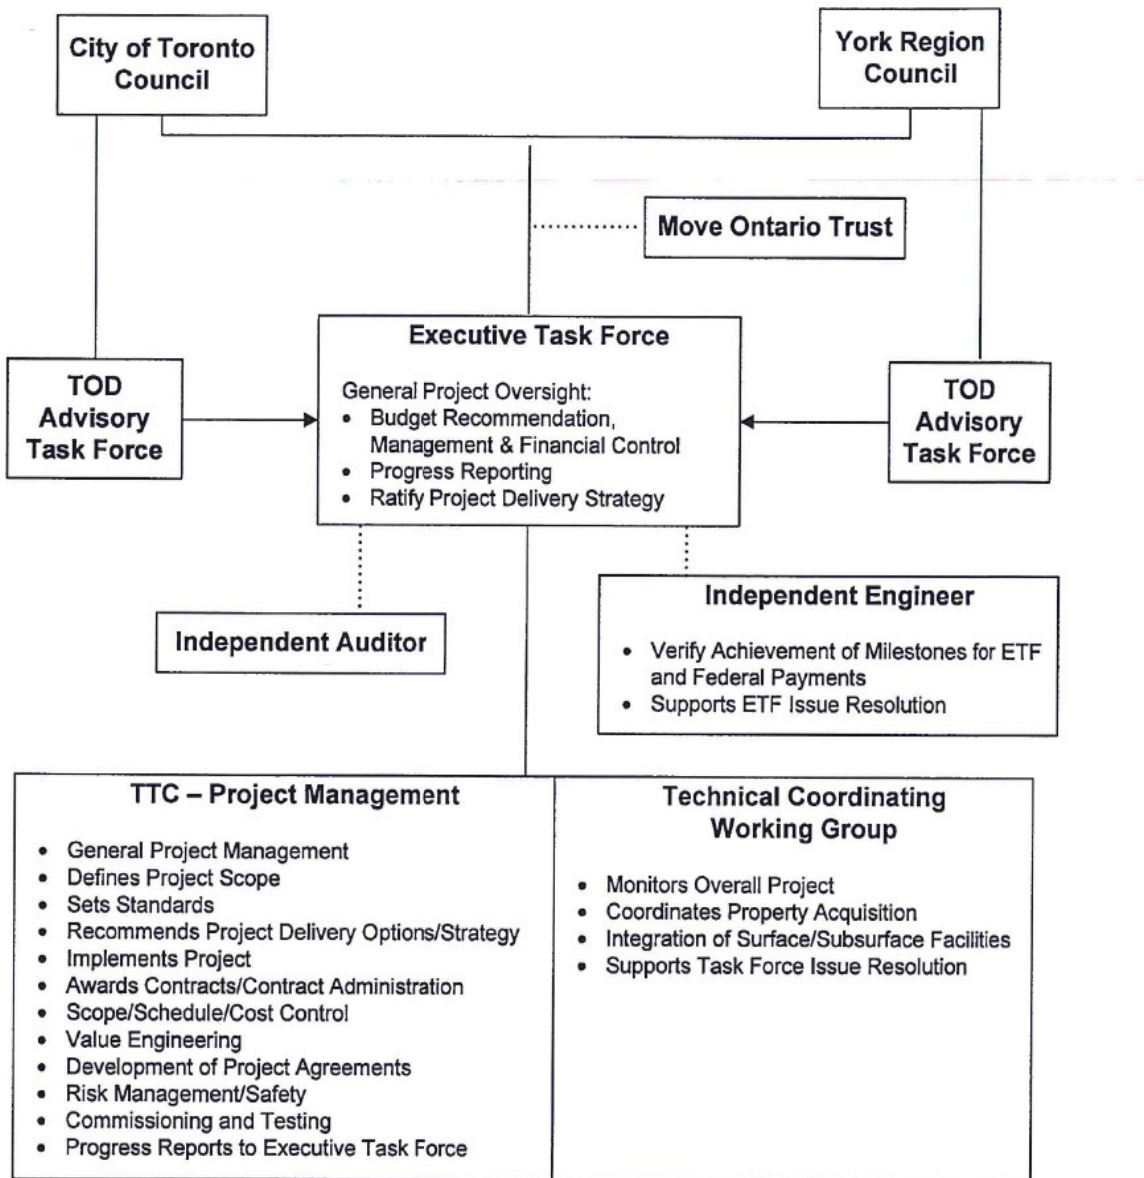 City of Toronto
Council
York Region
Council
Move Ontario Trust
Executive Task Force
General Project Oversight:
• Budget Recommendation,
Management & Financial Control
• Progress Reporting
• Ratify Project Delivery Strategy
TOD
Advisory
Task Force
TOD
Advisory
Task Force
Independent Auditor
Independent Engineer
• Verify Achievement of Milestones for ETF
and Federal Payments
• Supports ETF Issue Resolution
TTC – Project Management
• General Project Management
• Defines Project Scope
• Sets Standards
• Recommends Project Delivery Options/Strategy
• Implements Project
• Awards Contracts/Contract Administration
• Scope/Schedule/Cost Control
• Value Engineering
• Development of Project Agreements
• Risk Management/Safety
• Commissioning and Testing
• Progress Reports to Executive Task Force
Technical Coordinating
Working Group
• Monitors Overall Project
• Coordinates Property Acquisition
• Integration of Surface/Subsurface Facilities
• Supports Task Force Issue Resolution